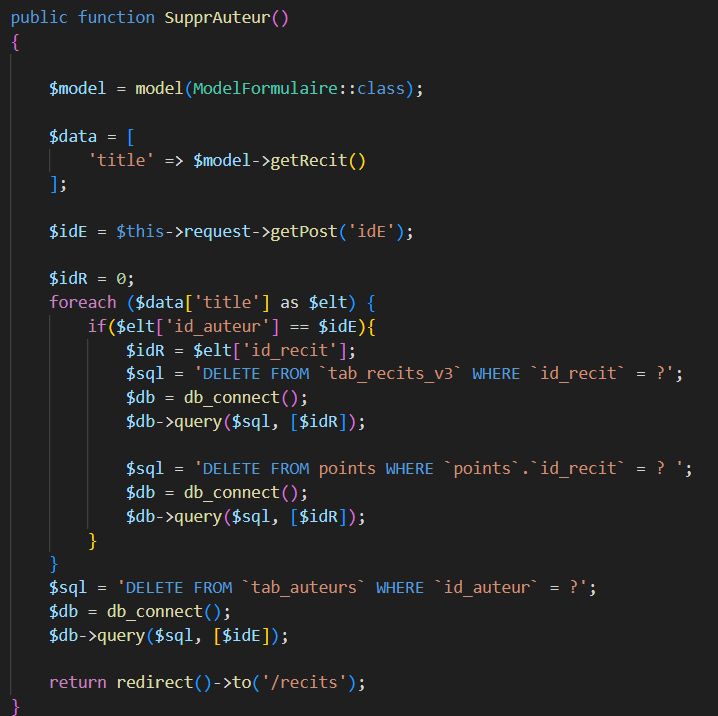 public function SupprAuteur()
{
$model = model(ModelFormulaire::class);
$data = [
'title' => $model->getRecit()
];
$idE = $this->request->getPost('idE');
$idR = 0;
foreach ($data['title'] as $elt) {
if($elt['id_auteur'] == $idE){
$idR = $elt['id_recit'];
$sql = 'DELETE FROM `tab_recits_v3` WHERE `id_recit` = ?';
$db = db_connect();
$db->query($sql, [$idR]);
$sql = 'DELETE FROM points WHERE `points`.`id_recit` = ? ';
$db = db_connect();
$db->query($sql, [$idR]);
}
}
$sql = 'DELETE FROM `tab_auteurs` WHERE `id_auteur` = ?';
$db = db_connect();
$db->query($sql, [$idE]);
return redirect()->to('/recits');
}